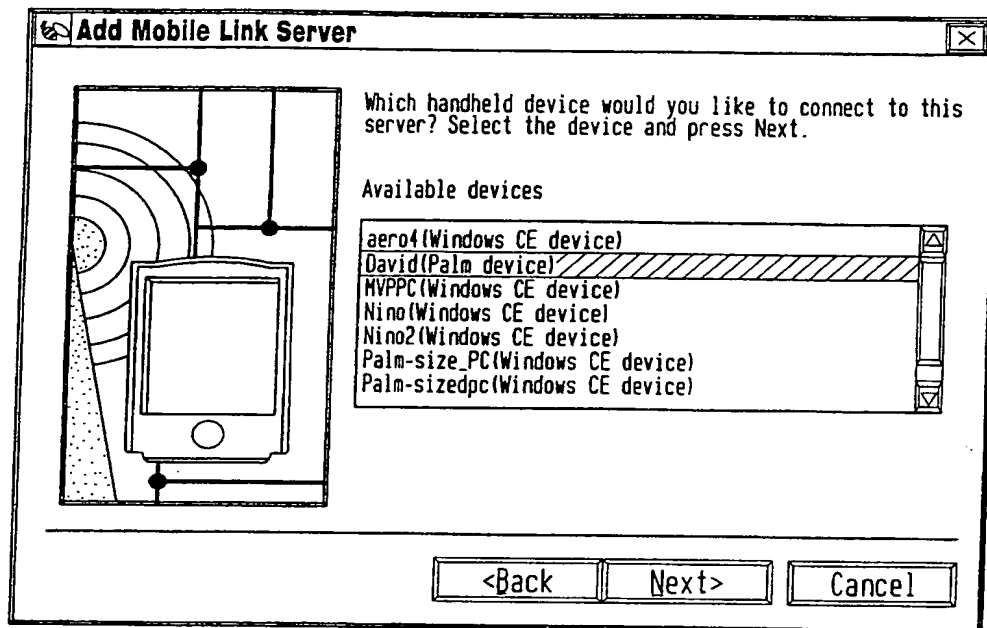 Add Mobile Link Server
Which handheld device would you like to connect to this
server? Select the device and press Next.
Available devices
aero4(Windows CE device)
David(Palm device)
MVPPC(Windows CE device)
Nino(Windows CE device)
Nino2(Windows CE device)
Palm-size_PC(Windows CE device)
Palm-sizedpc(Windows CE device)
<Back
Next>
Cancel